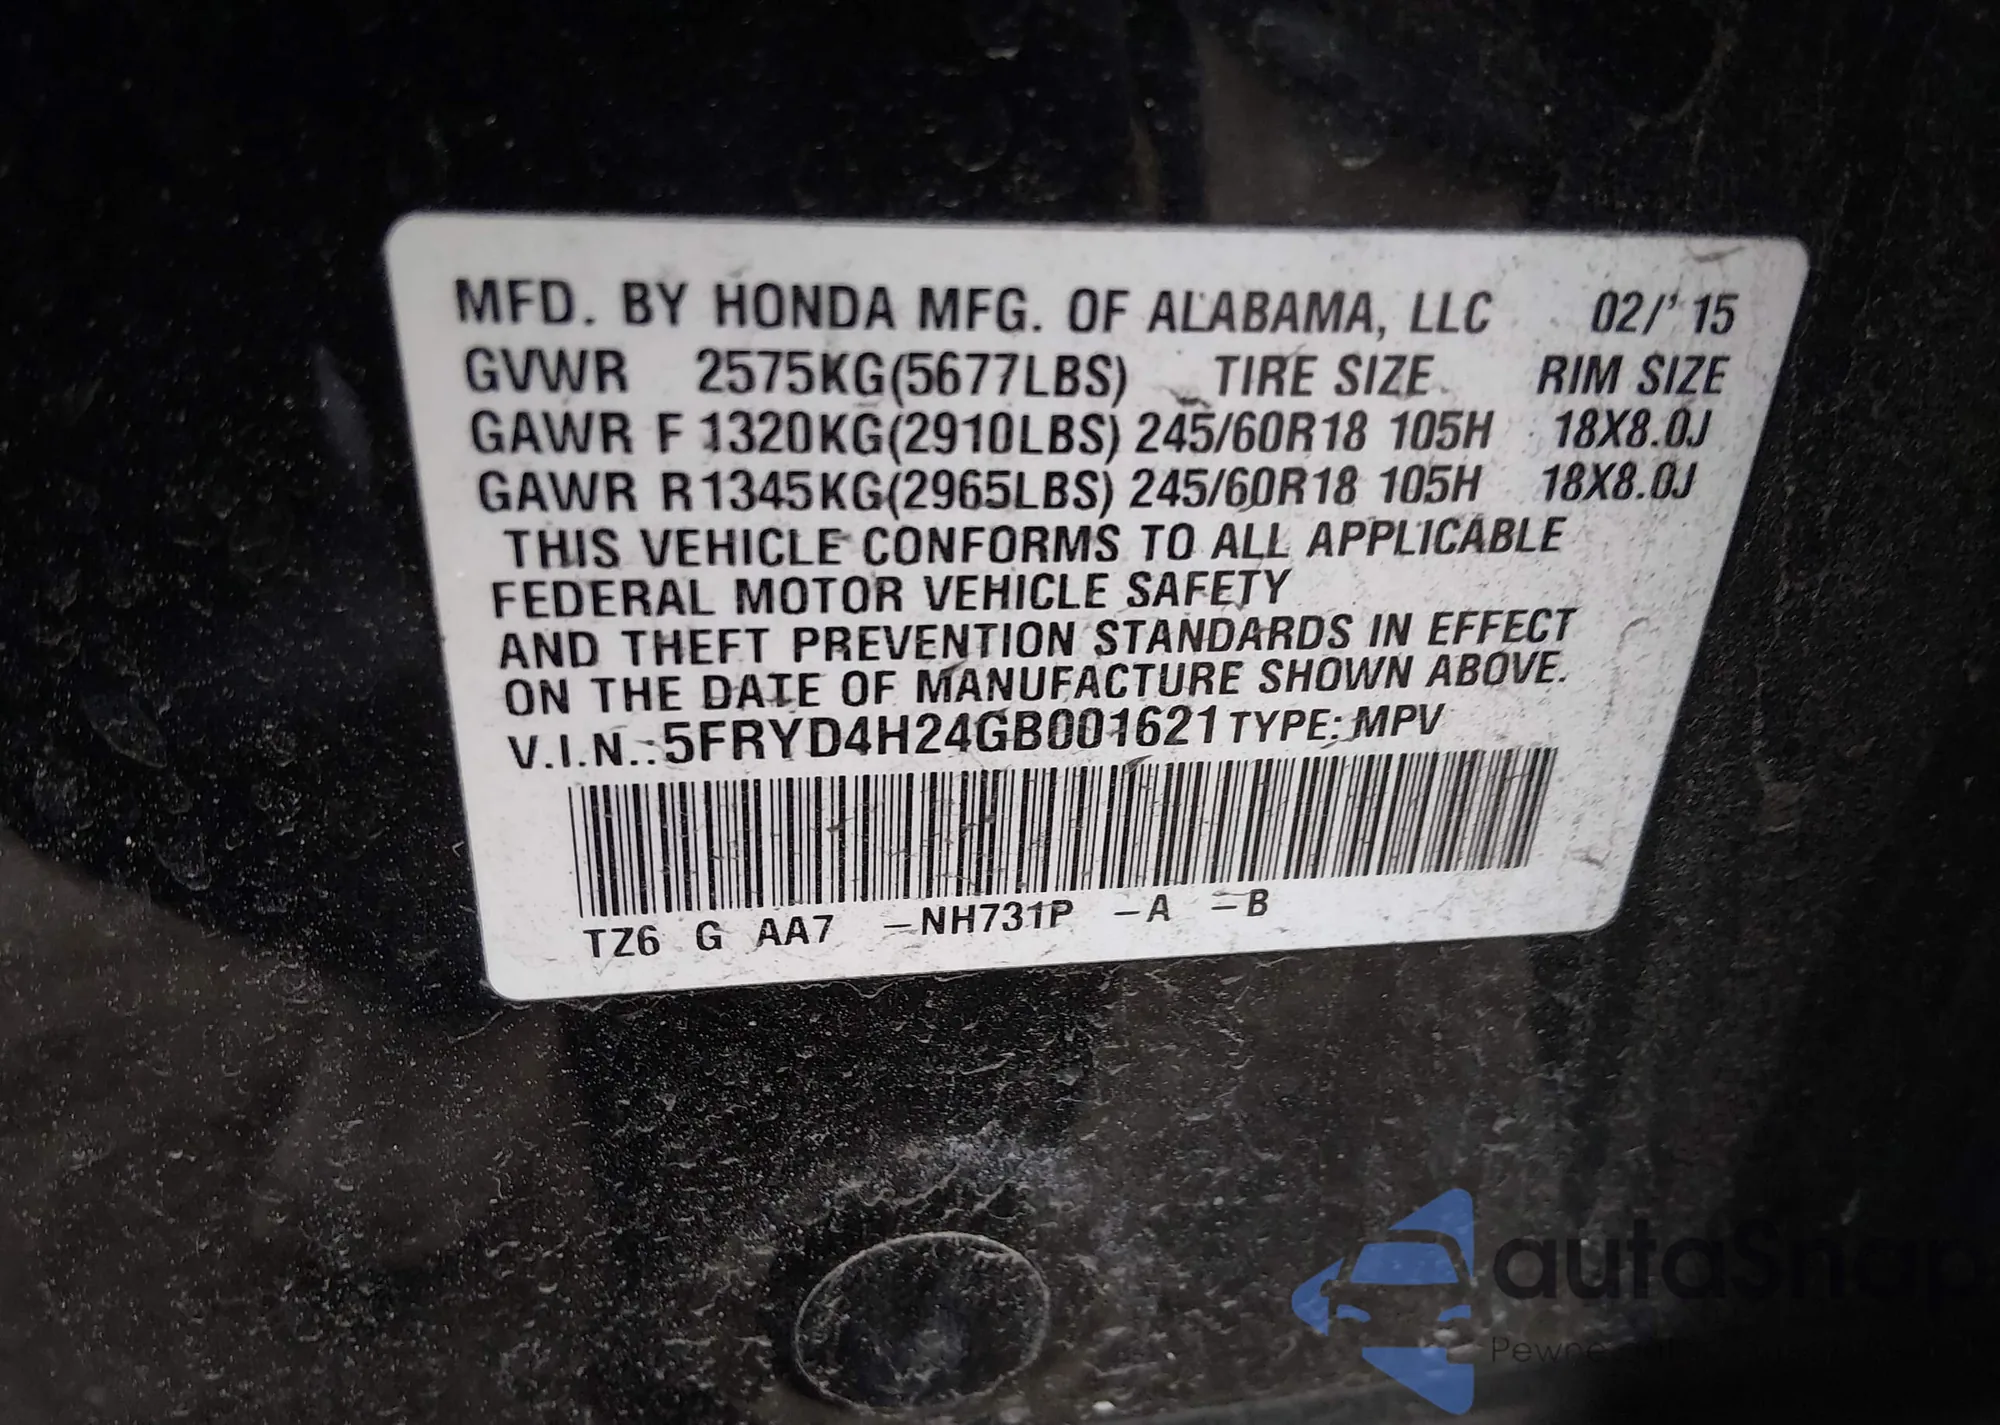 MFD. BY HONDA MFG. OF ALABAMA, LLC 02/'15
GVWR 2575KG(5677LBS) TIRE SIZE RIM SIZE
GAWR F 1320KG(2910LBS) 245/60R18 105H 18X8.0J
GAWR R 1345KG(2965LBS) 245/60R18 105H 18X8.0J
THIS VEHICLE CONFORMS TO ALL APPLICABLE
FEDERAL MOTOR VEHICLE SAFETY
AND THEFT PREVENTION STANDARDS IN EFFECT
ON THE DATE OF MANUFACTURE SHOWN ABOVE.
V.I.N.:5FRYD4H24GB001621 TYPE: MPV
TZ6 G AA7 –NH731P –A –B
autaSnap